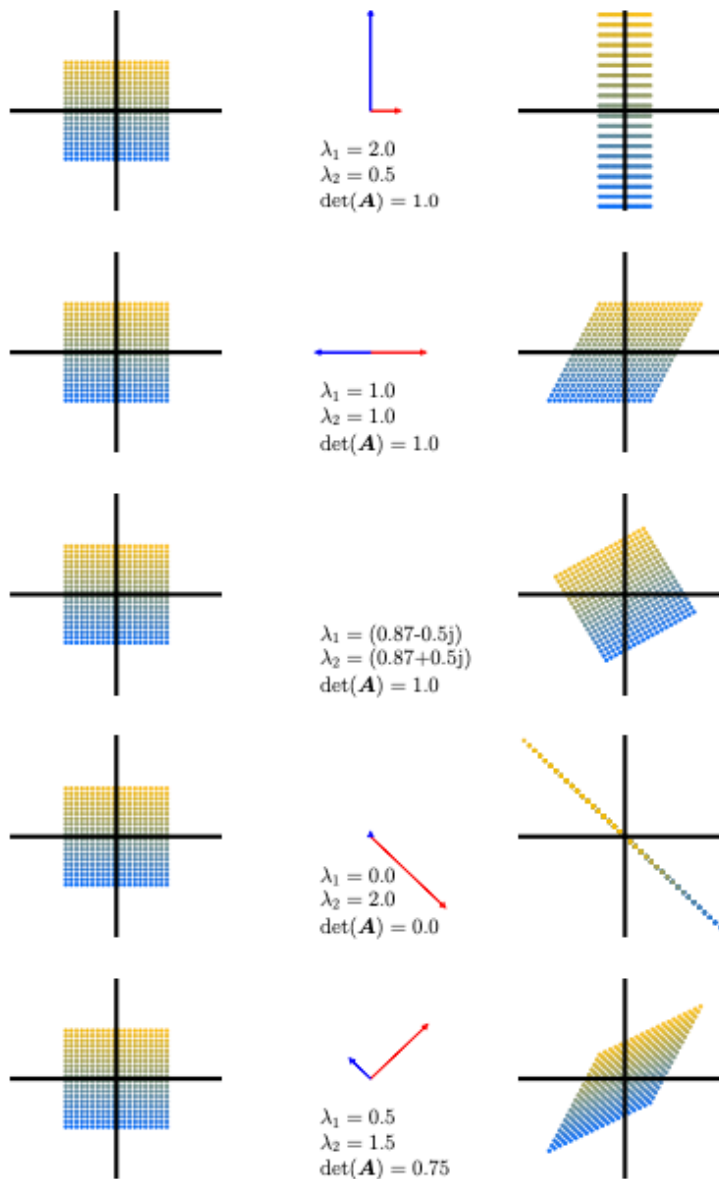 λ₁ = 2.0
λ₂ = 0.5
det(A) = 1.0
λ₁ = 1.0
λ₂ = 1.0
det(A) = 1.0
λ₁ = (0.87-0.5j)
λ₂ = (0.87+0.5j)
det(A) = 1.0
λ₁ = 0.0
λ₂ = 2.0
det(A) = 0.0
λ₁ = 0.5
λ₂ = 1.5
det(A) = 0.75